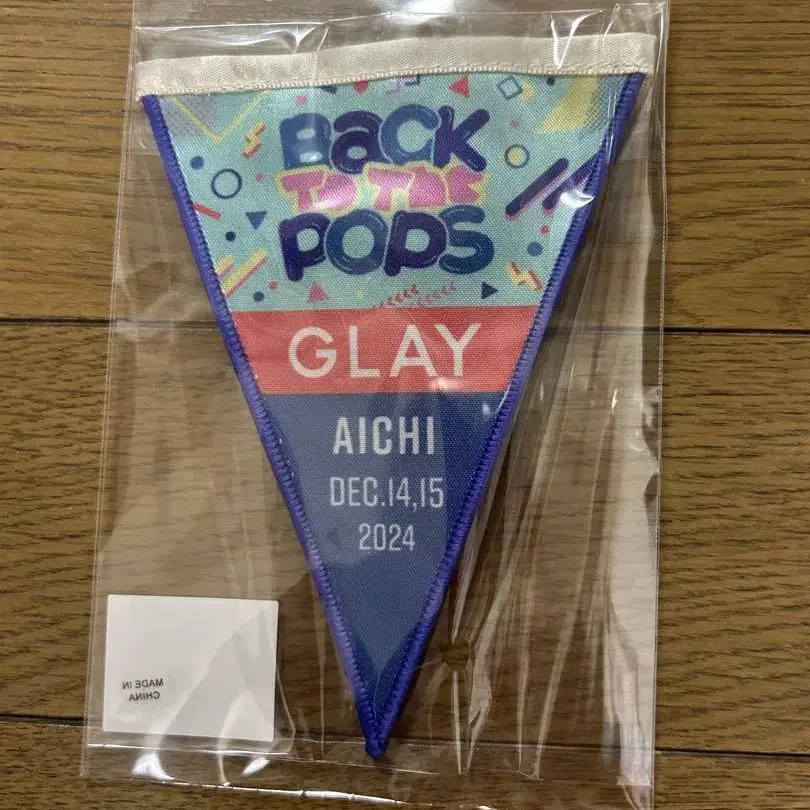 BaCK
TO THE
POPS
GLAY
AICHI
DEC.14,15
2024
MADE IN
CHINA